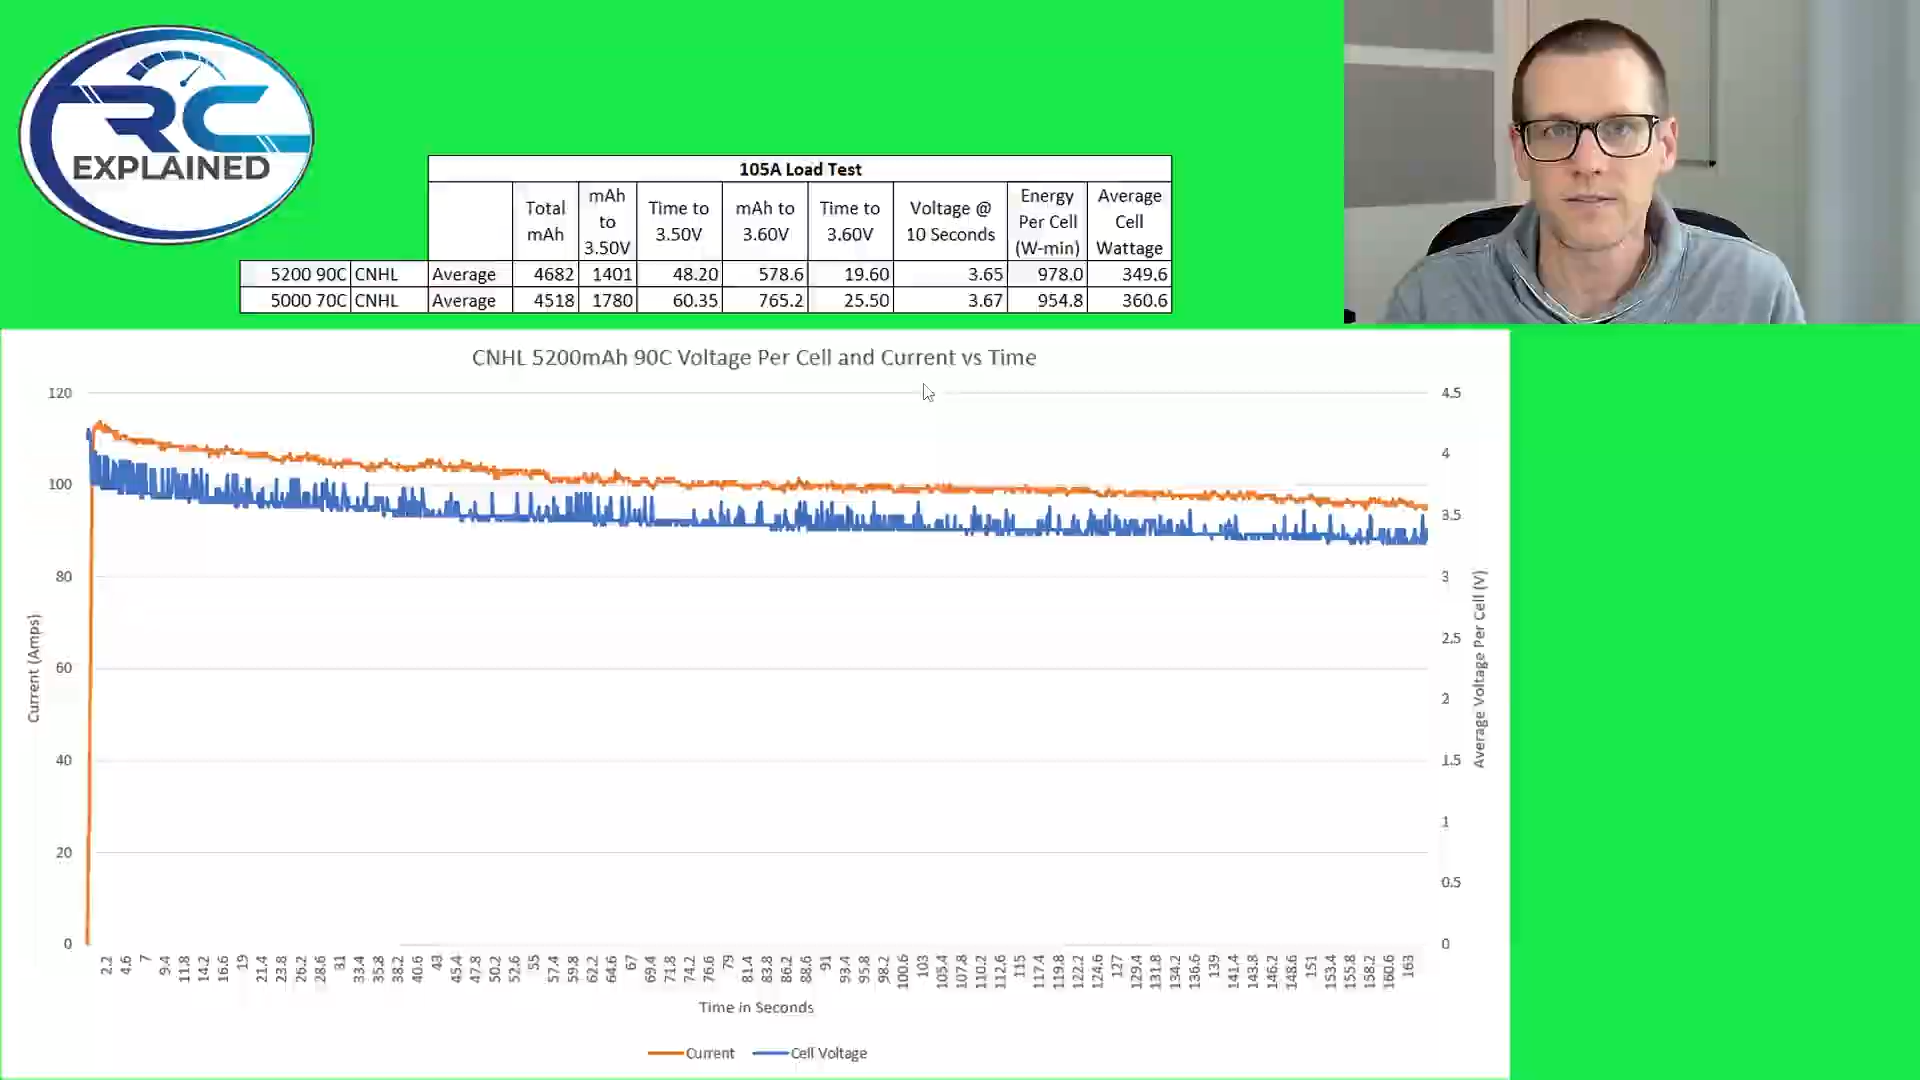 RC
EXPLAINED
105A Load Test
Total mAh mAh to 3.50V Time to 3.50V mAh to 3.60V Time to 3.60V Voltage @ 10 Seconds Energy Per Cell (W-min) Average Cell Wattage
5200 90C CNHL Average 4682 1401 48.20 578.6 19.60 3.65 978.0 349.6
5000 70C CNHL Average 4518 1780 60.35 765.2 25.50 3.67 954.8 360.6
CNHL 5200mAh 90C Voltage Per Cell and Current vs Time
120
100
80
60
40
20
0
Current (Amps)
4.5
4
3.5
3
2.5
2
1.5
1
0.5
0
Average Voltage Per Cell (V)
2.2 4.6 7 9.4 11.8 14.2 16.6 19 21.4 23.8 26.2 28.6 31 33.4 35.8 38.2 40.6 43 45.4 47.8 50.2 52.6 55 57.4 59.8 62.2 64.6 67 69.4 71.8 74.2 76.6 79 81.4 83.8 86.2 88.6 91 93.4 95.8 98.2 100.6 103 105.4 107.8 110.2 112.6 115 117.4 119.8 122.2 124.6 127 129.4 131.8 134.2 136.6 139 141.4 143.8 146.2 148.6 151 153.4 155.8 158.2 160.6 163
Time in Seconds
Current Cell Voltage